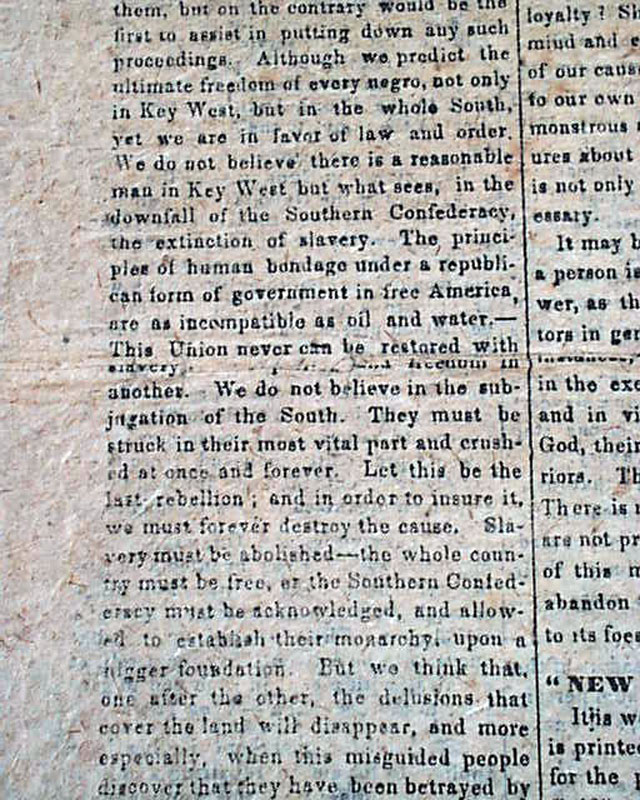 them, but on the contrary would be the
first to assist in putting down any such
proceedings. Although we predict the
ultimate freedom of every negro, not only
in Key West, but in the whole South,
yet we are in favor of law and order.
We do not believe there is a reasonable
man in Key West but what sees, in the
downfall of the Southern Confederacy,
the extinction of slavery. The princi-
ples of human bondage under a republi-
can form of government in free America,
are as incompatible as oil and water.—
This Union never can be restored with
slavery freedom in
another. We do not believe in the sub-
jugation of the South. They must be
struck in their most vital part and crush-
ed at once and forever. Let this be the
last rebellion; and in order to insure it,
we must forever destroy the cause. Sla-
very must be abolished—the whole coun-
try must be free, or the Southern Confed-
eracy must be acknowledged, and allow-
ed to establish their monarchy upon a
nigger foundation. But we think that,
one after the other, the delusions that
cover the land will disappear, and more
especially, when this misguided people
discover that they have been betrayed by
loyalty? Sh
mind and e
of our caus
to our own
monstrous
ures about
is not only
essary.
It may b
a person is
wer, as th
tors in gen
in the exe
and in vi
God, their
riors. Th
There is n
are not pr
of this m
abandon
to its foes
"NEW
It is w
is printe
for the